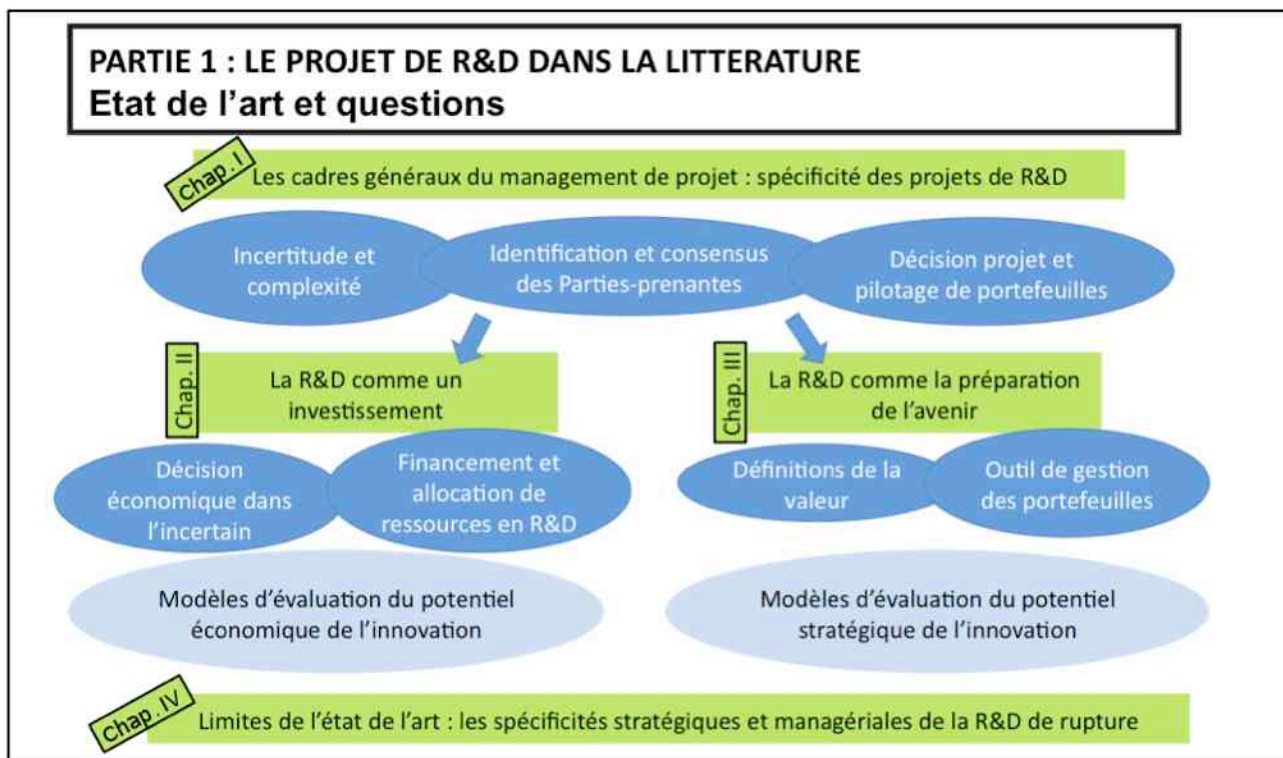 PARTIE 1 : LE PROJET DE R&D DANS LA LITTERATURE
Etat de l'art et questions
Chap. I
Les cadres généraux du management de projet : spécificité des projets de R&D
Incertitude et
complexité
Identification et consensus
des Parties-prenantes
Décision projet et
pilotage de portefeuilles
Chap. II
La R&D comme un
investissement
Chap. III
La R&D comme la préparation
de l'avenir
Décision
économique dans
l'incertain
Financement et
allocation de
ressources en R&D
Définitions de la
valeur
Outil de gestion
des portefeuilles
Modèles d'évaluation du potentiel
économique de l'innovation
Modèles d'évaluation du potentiel
stratégique de l'innovation
Chap. IV
Limites de l'état de l'art : les spécificités stratégiques et managériales de la R&D de rupture